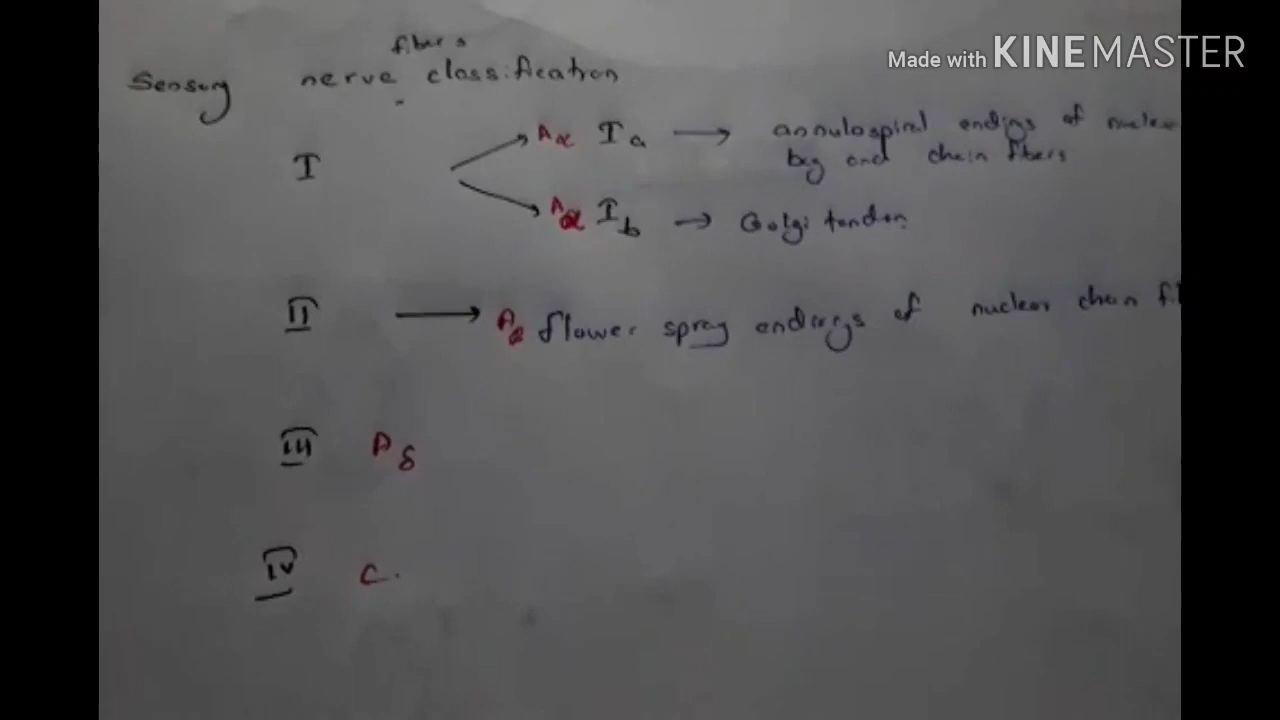 Made with KINEMASTER
fibers
Sensory nerve classification
I
Aα Ia → annulospiral endings of nuclear
bag and chain fibers
Aα Ib → Golgi tendon
II → Aβ flower spray endings of nuclear chain fi
III Aδ
IV C.